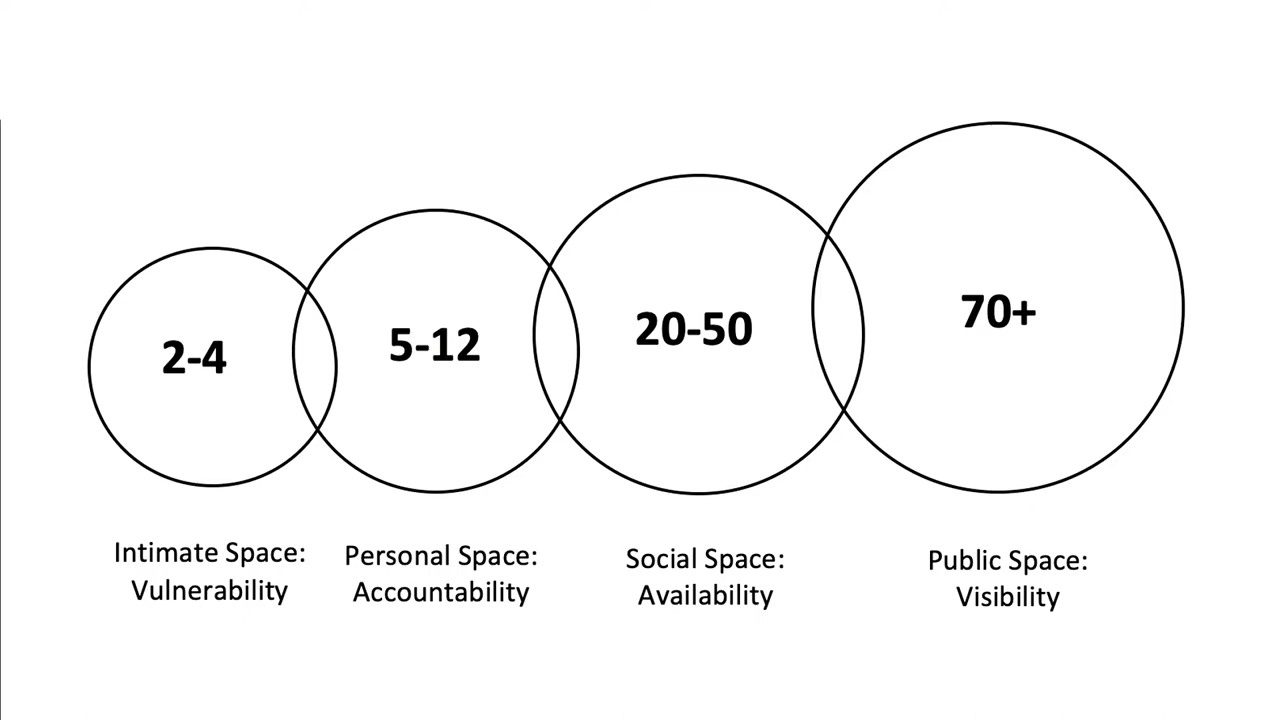 2-4
5-12
20-50
70+
Intimate Space:
Vulnerability
Personal Space:
Accountability
Social Space:
Availability
Public Space:
Visibility